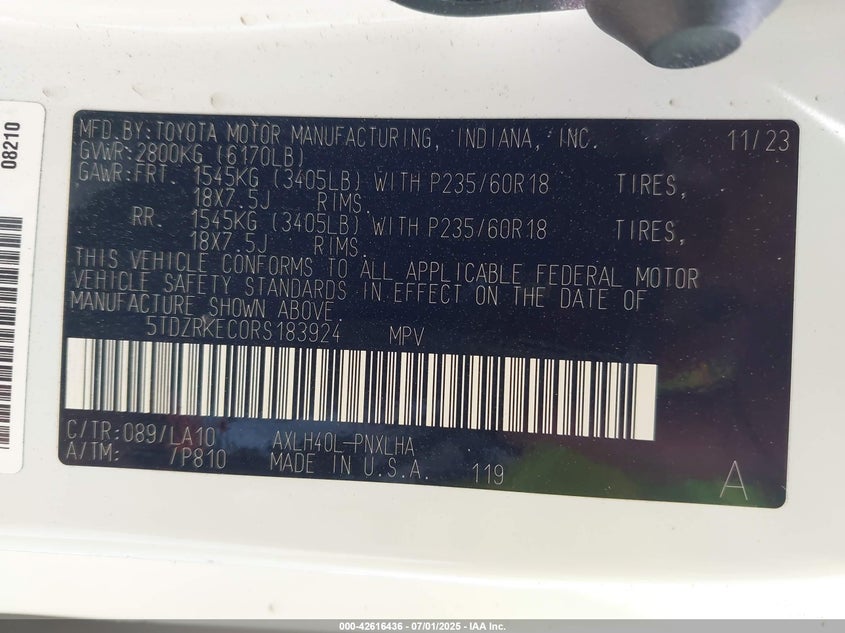 MFD.BY:TOYOTA MOTOR MANUFACTURING, INDIANA, INC. 11/23
GVWR:2800KG (6170LB)
GAWR:FRT. 1545KG (3405LB) WITH P235/60R18 TIRES,
18X7.5J RIMS.
RR. 1545KG (3405LB) WITH P235/60R18 TIRES,
18X7.5J RIMS.
THIS VEHICLE CONFORMS TO ALL APPLICABLE FEDERAL MOTOR
VEHICLE SAFETY STANDARDS IN EFFECT ON THE DATE OF
MANUFACTURE SHOWN ABOVE.
5TDZRKEC0RS183924 MPV
C/TR:089/LA10 AXLH40L-PNXLHA
A/TM: /P810 MADE IN U.S.A. 119
A
08210
000-42616436 - 07/01/2025 - © IAA Inc.